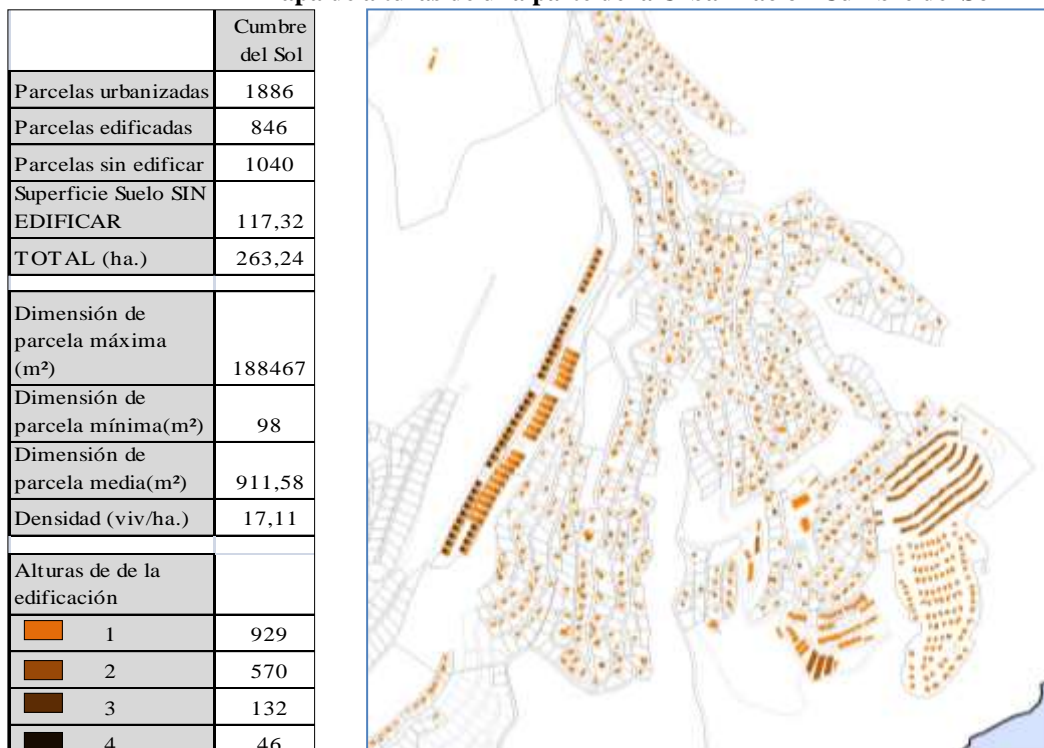 Cumbre
del Sol
Parcelas urbanizadas 1886
Parcelas edificadas 846
Parcelas sin edificar 1040
Superficie Suelo SIN
EDIFICAR 117,32
TOTAL (ha.) 263,24
Dimensión de
parcela máxima
(m²) 188467
Dimensión de
parcela mínima(m²) 98
Dimensión de
parcela media(m²) 911,58
Densidad (viv/ha.) 17,11
Alturas de de la
edificación
1 929
2 570
3 132
4 46